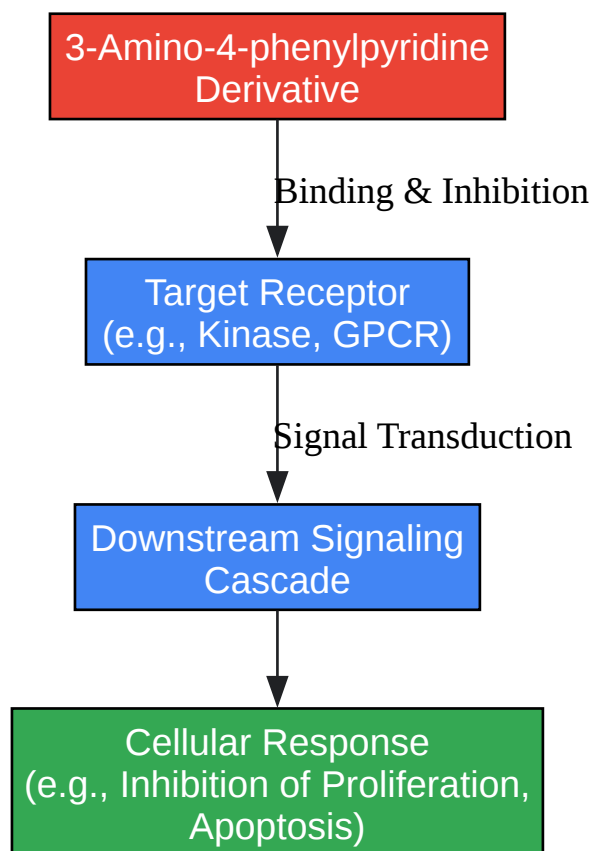 3-Amino-4-phenylpyridine
Derivative
Binding & Inhibition
Target Receptor
(e.g., Kinase, GPCR)
Signal Transduction
Downstream Signaling
Cascade
Cellular Response
(e.g., Inhibition of Proliferation,
Apoptosis)